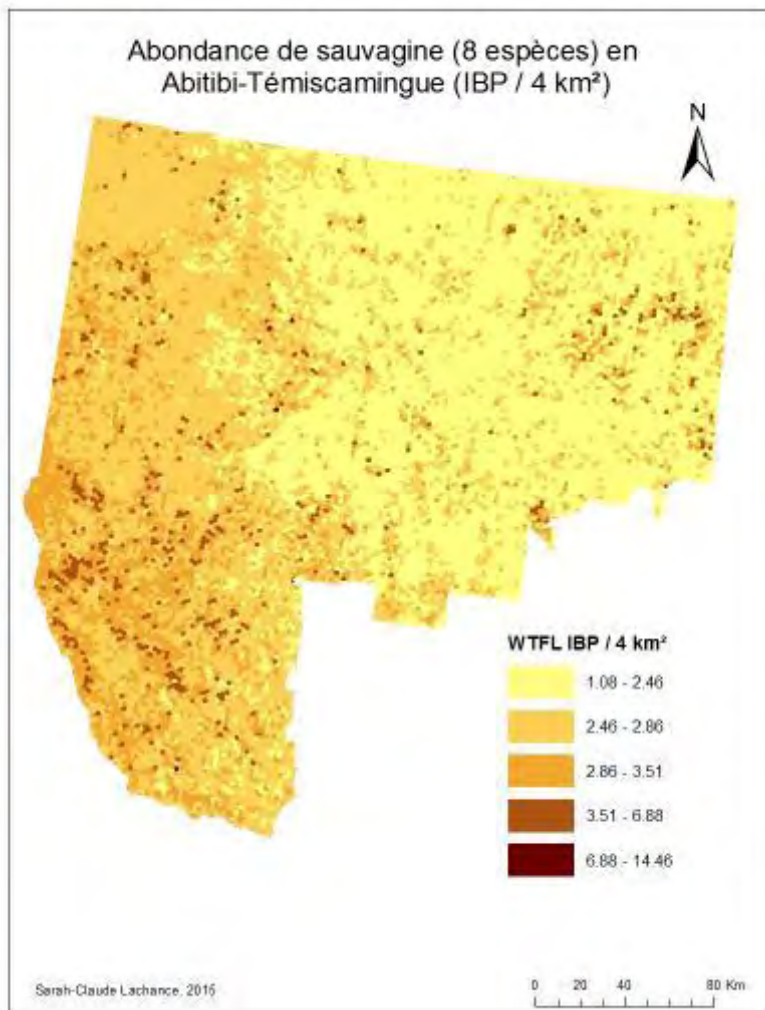 Abondance de sauvagine (8 espèces) en
Abitibi-Témiscamingue (IBP / 4 km²)
N
WTFL IBP / 4 km²
1.08 - 2.46
2.46 - 2.86
2.86 - 3.51
3.51 - 6.88
6.88 - 14.46
Sarah-Claude Lachance, 2015
0 20 40 80 Km